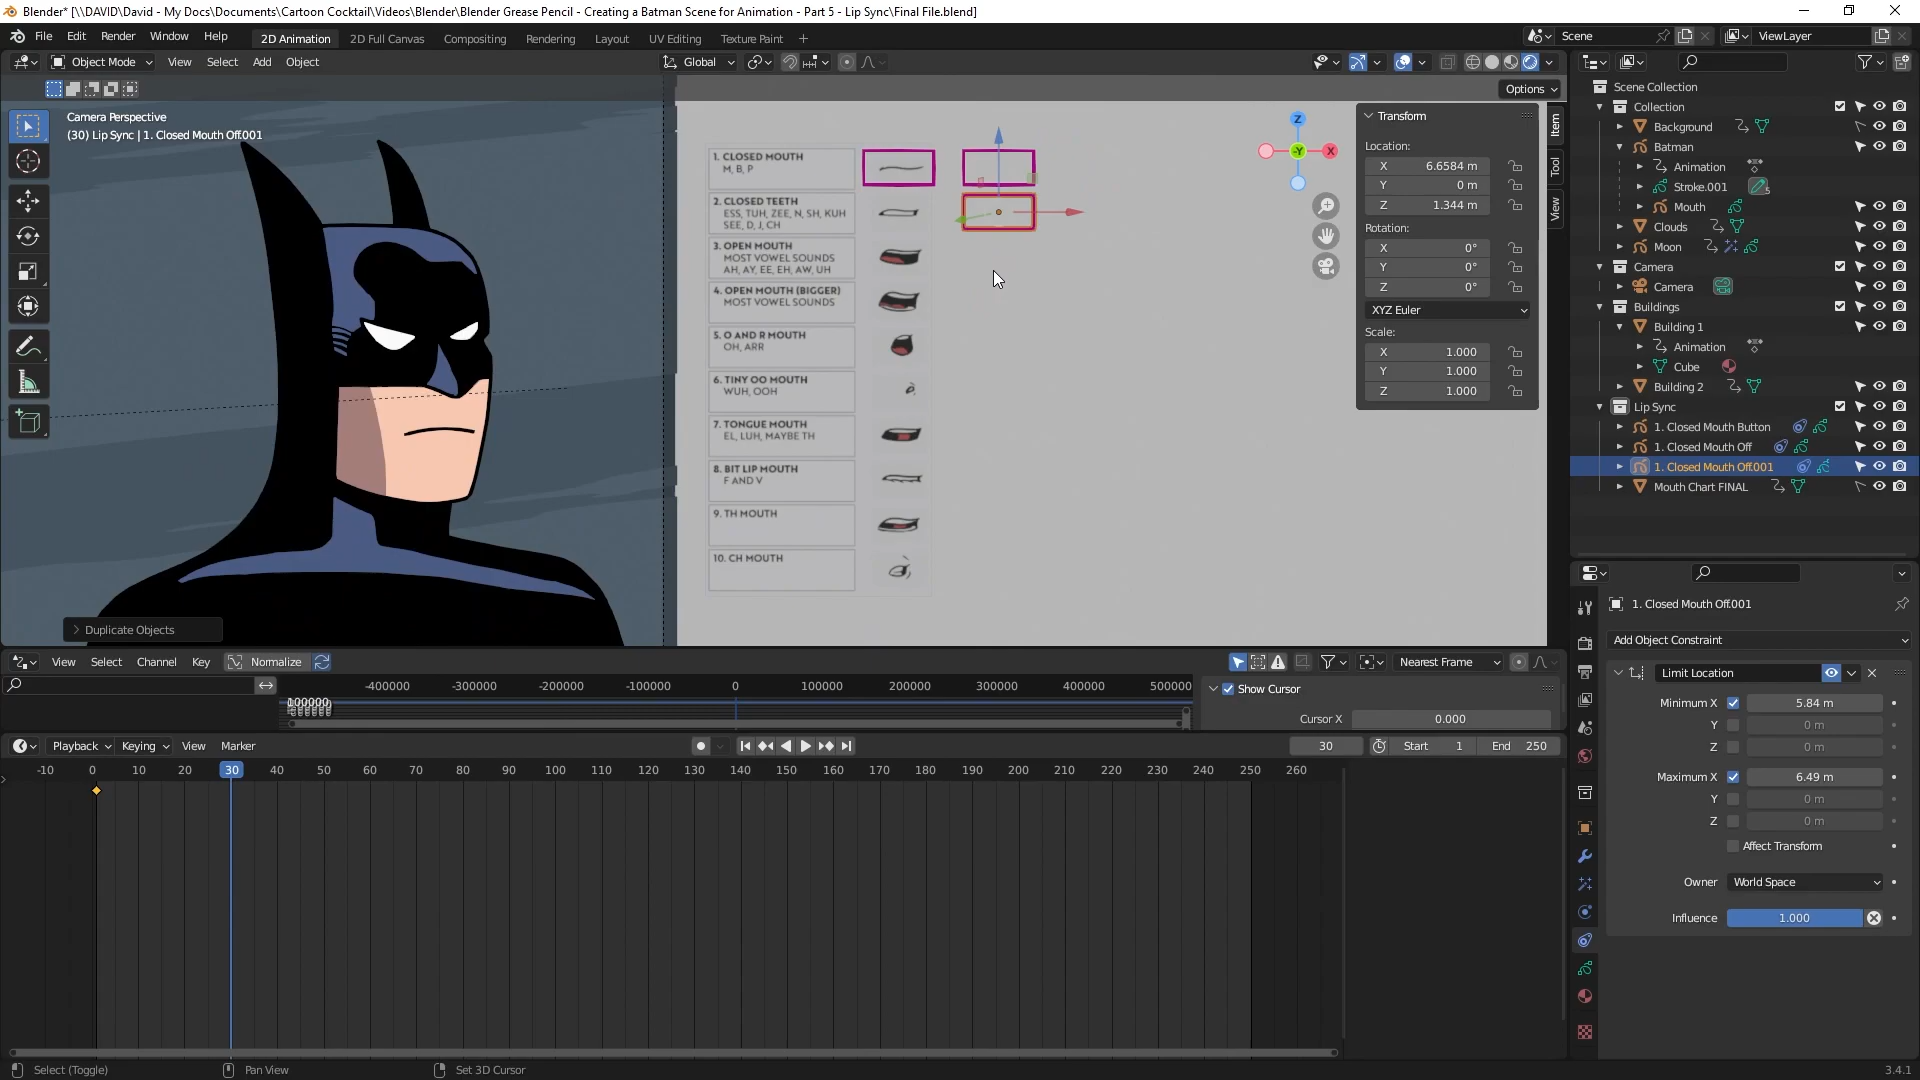 Blender* [\\DAVID\David - My Docs\Documents\Cartoon Cocktail\Videos\Blender\Blender Grease Pencil - Creating a Batman Scene for Animation - Part 5 - Lip Sync\Final File.blend]
File Edit Render Window Help 2D Animation 2D Full Canvas Compositing Rendering Layout UV Editing Texture Paint + Scene ViewLayer
Object Mode View Select Add Object Global
Options
Camera Perspective
(30) Lip Sync | 1. Closed Mouth Off.001
1. CLOSED MOUTH
M, B, P
2. CLOSED TEETH
ESS, TUH, ZEE, N, SH, KUH
SEE, D, J, CH
3. OPEN MOUTH
MOST VOWEL SOUNDS
AH, AY, EE, EH, AW, UH
4. OPEN MOUTH (BIGGER)
MOST VOWEL SOUNDS
5. O AND R MOUTH
OH, ARR
6. TINY OO MOUTH
WUH, OOH
7. TONGUE MOUTH
EL, LUH, MAYBE TH
8. BIT LIP MOUTH
F AND V
9. TH MOUTH
10. CH MOUTH
Z
-Y
X
Transform
Location:
X 6.6584 m
Y 0 m
Z 1.344 m
Rotation:
X 0°
Y 0°
Z 0°
XYZ Euler
Scale:
X 1.000
Y 1.000
Z 1.000
Item
Tool
View
Scene Collection
Collection
Background
Batman
Animation
Stroke.001 5
Mouth
Clouds
Moon
Camera
Camera
Buildings
Building 1
Animation
Cube
Building 2
Lip Sync
1. Closed Mouth Button
1. Closed Mouth Off
1. Closed Mouth Off.001
Mouth Chart FINAL
Duplicate Objects
1. Closed Mouth Off.001
Add Object Constraint
Limit Location
Minimum X 5.84 m
Y 0 m
Z 0 m
Maximum X 6.49 m
Y 0 m
Z 0 m
Affect Transform
Owner World Space
Influence 1.000
View Select Channel Key Normalize Nearest Frame
-400000 -300000 -200000 -100000 0 100000 200000 300000 400000 500000
Show Cursor
100000
Cursor X 0.000
Playback Keying View Marker 30 Start 1 End 250
-10 0 10 20 30 40 50 60 70 80 90 100 110 120 130 140 150 160 170 180 190 200 210 220 230 240 250 260
Select (Toggle) Pan View Set 3D Cursor 3.4.1